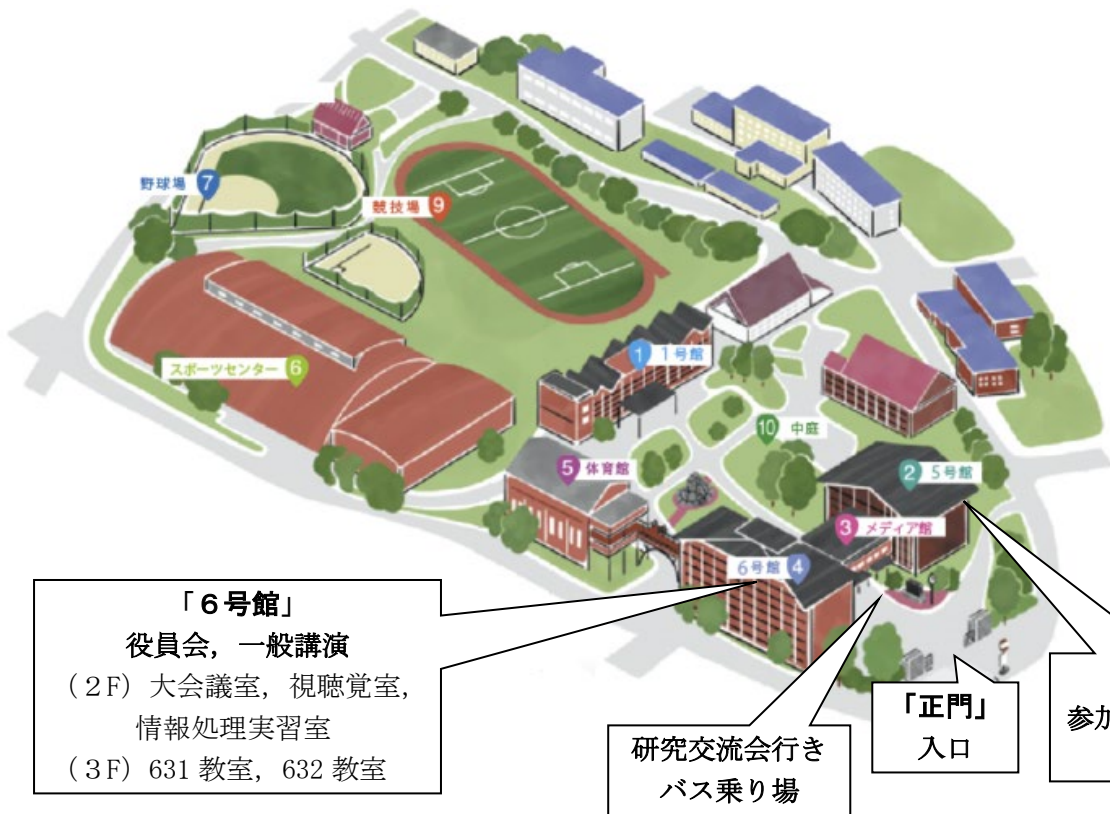 野球場 7
競技場 9
スポーツセンター 6
1 1号館
10 中庭
5 体育館
2 5号館
3 メディア館
6号館 4
「６号館」
役員会，一般講演
（２F）大会議室，視聴覚室，
情報処理実習室
（３F）631 教室，632 教室
研究交流会行き
バス乗り場
「正門」
入口
参加